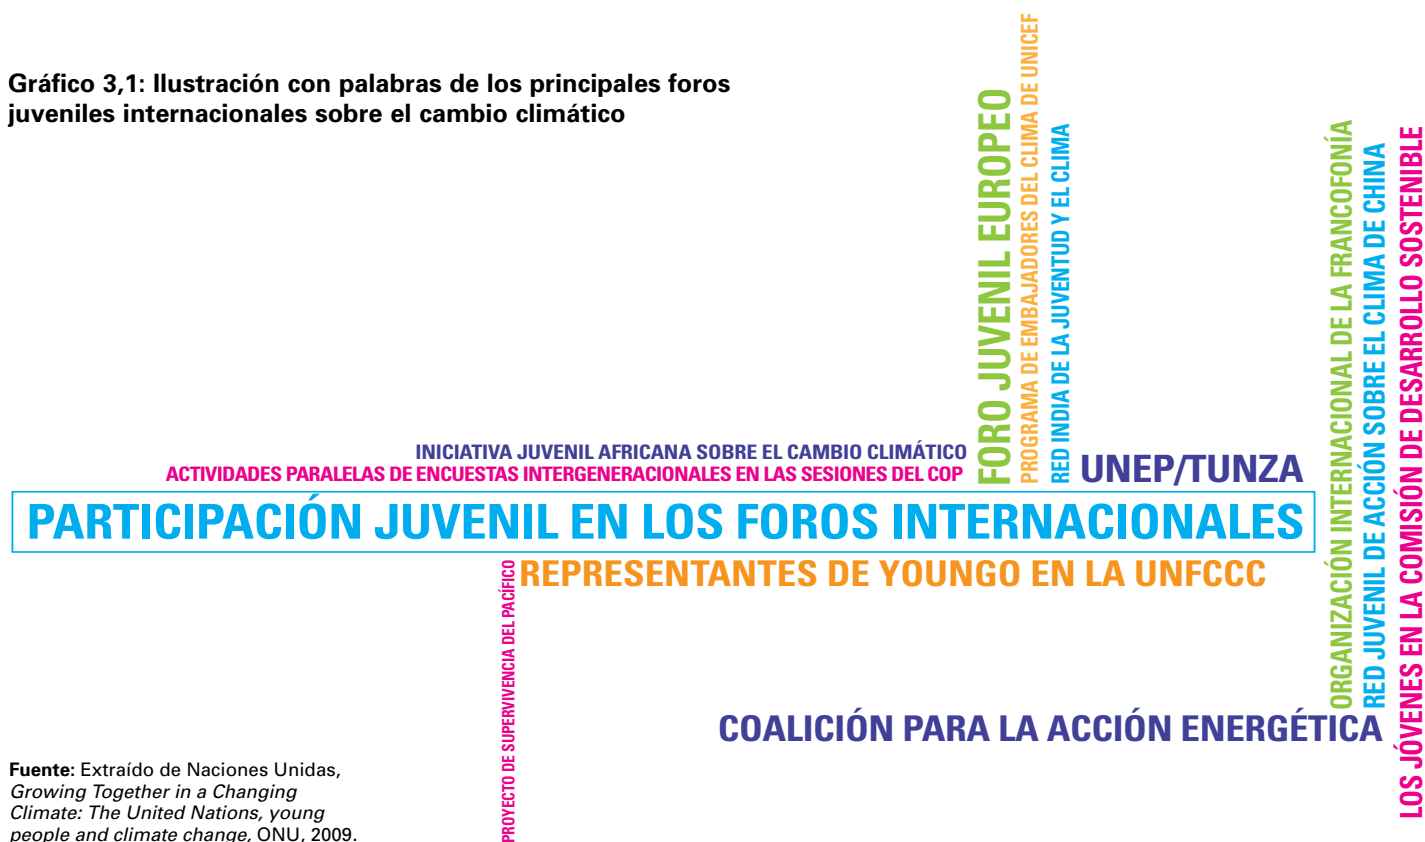 Gráfico 3,1: Ilustración con palabras de los principales foros
juveniles internacionales sobre el cambio climático
FORO JUVENIL EUROPEO
PROGRAMA DE EMBAJADORES DEL CLIMA DE UNICEF
RED INDIA DE LA JUVENTUD Y EL CLIMA
ORGANIZACIÓN INTERNACIONAL DE LA FRANCOFONÍA
RED JUVENIL DE ACCIÓN SOBRE EL CLIMA DE CHINA
LOS JÓVENES EN LA COMISIÓN DE DESARROLLO SOSTENIBLE
INICIATIVA JUVENIL AFRICANA SOBRE EL CAMBIO CLIMÁTICO
ACTIVIDADES PARALELAS DE ENCUESTAS INTERGENERACIONALES EN LAS SESIONES DEL COP
UNEP/TUNZA
PARTICIPACIÓN JUVENIL EN LOS FOROS INTERNACIONALES
PROYECTO DE SUPERVIVENCIA DEL PACÍFICO
REPRESENTANTES DE YOUNGO EN LA UNFCCC
COALICIÓN PARA LA ACCIÓN ENERGÉTICA
Fuente: Extraído de Naciones Unidas,
Growing Together in a Changing
Climate: The United Nations, young
people and climate change, ONU, 2009.